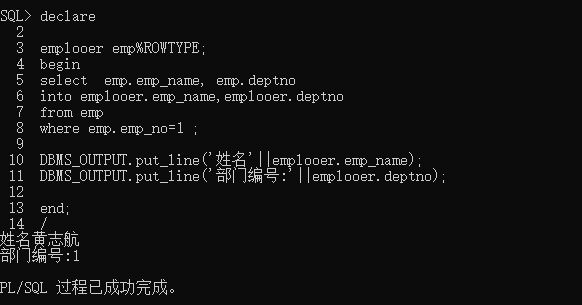 SQL> declare
2
3 emplooer emp%ROWTYPE;
4 begin
5 select  emp.emp_name, emp.deptno
6 into emplooer.emp_name,emplooer.deptno
7 from emp
8 where emp.emp_no=1 ;
9
10 DBMS_OUTPUT.put_line('姓名'||emplooer.emp_name);
11 DBMS_OUTPUT.put_line('部门编号:'||emplooer.deptno);
12
13 end;
14 /
姓名黄志航
部门编号:1
PL/SQL 过程已成功完成。